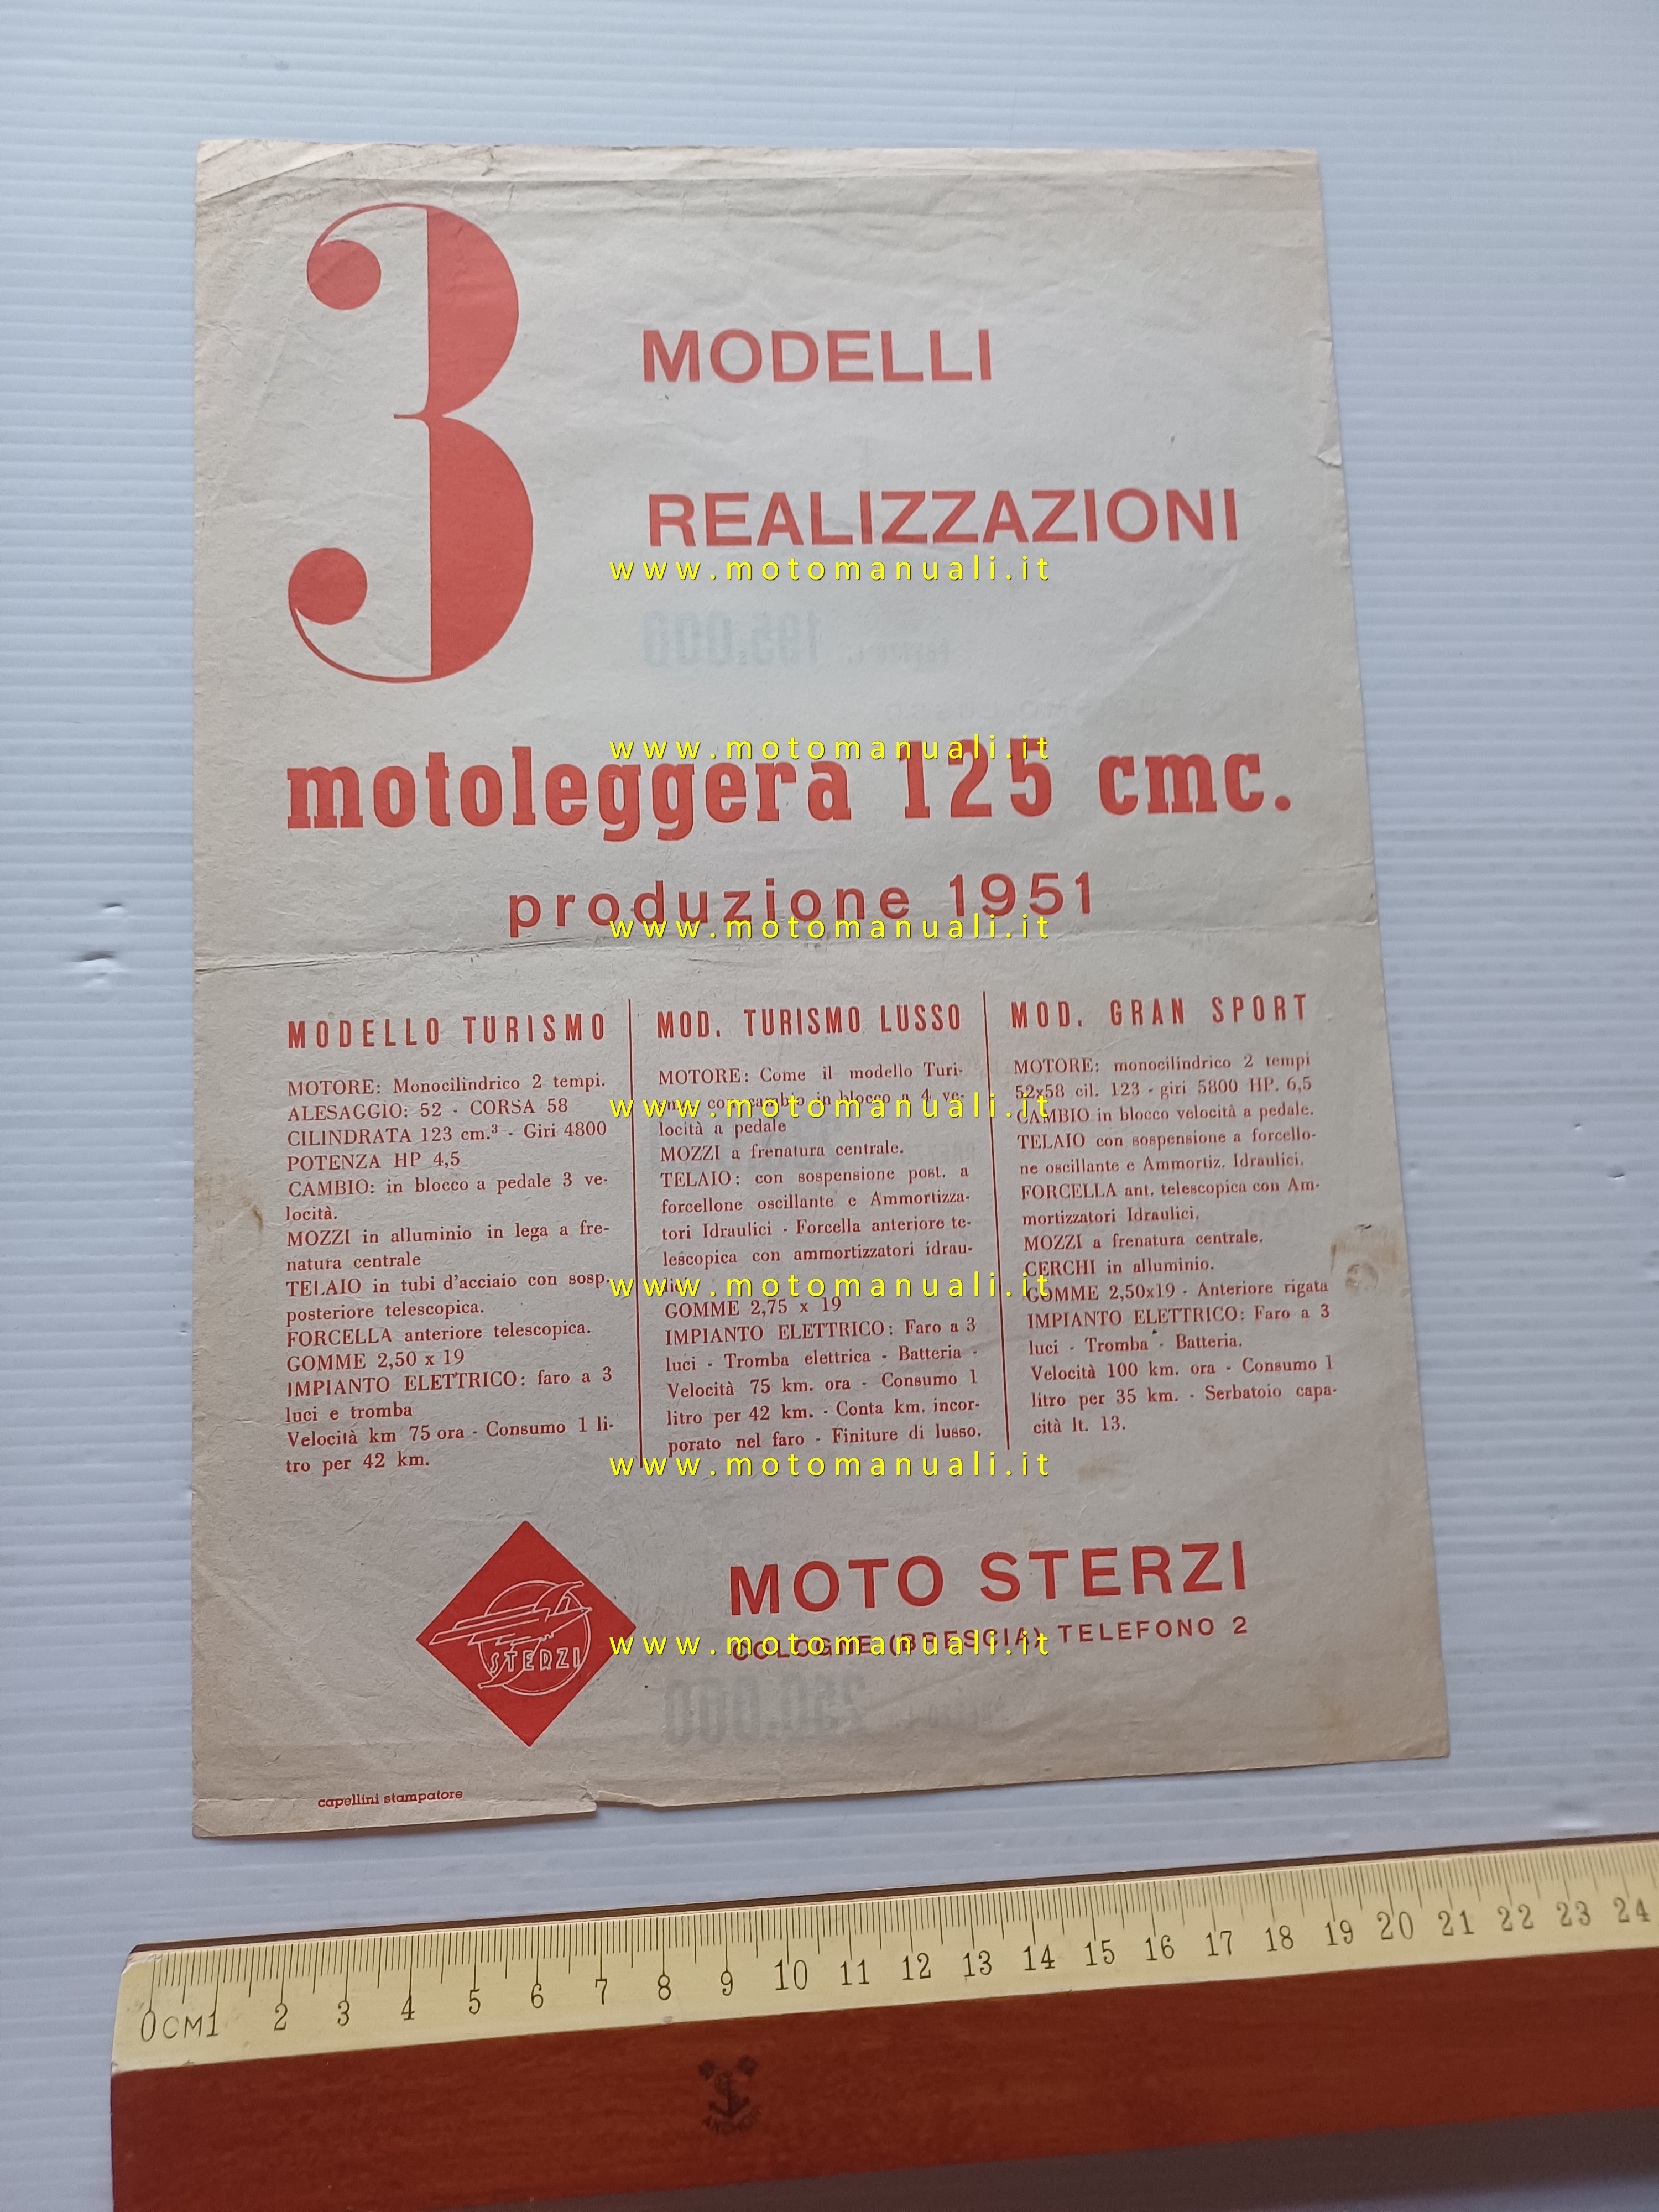 3
MODELLI
REALIZZAZIONI
www.motomanuali.it
www.motomanuali.it
motoleggera 125 cmc.
produzione 1951
www.motomanuali.it
MODELLO TURISMO
MOTORE: Monocilindrico 2 tempi.
ALESAGGIO: 52 - CORSA 58
CILINDRATA 123 cm.³ - Giri 4800
POTENZA HP 4,5
CAMBIO: in blocco a pedale 3 ve-
locità.
MOZZI in alluminio in lega a fre-
natura centrale
TELAIO in tubi d'acciaio con sosp.
posteriore telescopica.
FORCELLA anteriore telescopica.
GOMME 2,50 x 19
IMPIANTO ELETTRICO: faro a 3
luci e tromba
Velocità km 75 ora - Consumo 1 li-
tro per 42 km.
MOD. TURISMO LUSSO
MOTORE: Come il modello Turi-
smo con cambio in blocco a 4 ve-
locità a pedale
MOZZI a frenatura centrale.
TELAIO: con sospensione post. a
forcellone oscillante e Ammortizza-
tori Idraulici - Forcella anteriore te-
lescopica con ammortizzatori idrau-
GOMME 2,75 x 19
IMPIANTO ELETTRICO: Faro a 3
luci - Tromba elettrica - Batteria -
Velocità 75 km. ora - Consumo 1
litro per 42 km. - Conta km. incor-
porato nel faro - Finiture di lusso.
MOD. GRAN SPORT
MOTORE: monocilindrico 2 tempi
52x58 cil. 123 - giri 5800 HP. 6,5
CAMBIO in blocco velocità a pedale.
TELAIO con sospensione a forcello-
ne oscillante e Ammortiz. Idraulici.
FORCELLA ant. telescopica con Am-
mortizzatori Idraulici.
MOZZI a frenatura centrale.
CERCHI in alluminio.
GOMME 2,50x19 - Anteriore rigata
IMPIANTO ELETTRICO: Faro a 3
luci - Tromba - Batteria.
Velocità 100 km. ora - Consumo 1
litro per 35 km. - Serbatoio capa-
cità lt. 13.
www.motomanuali.it
www.motomanuali.it
www.motomanuali.it
STERZI
MOTO STERZI
COLOGNE (BRESCIA) TELEFONO 2
www.motomanuali.it
capellini stampatore
0 CM 1 2 3 4 5 6 7 8 9 10 11 12 13 14 15 16 17 18 19 20 21 22 23 24